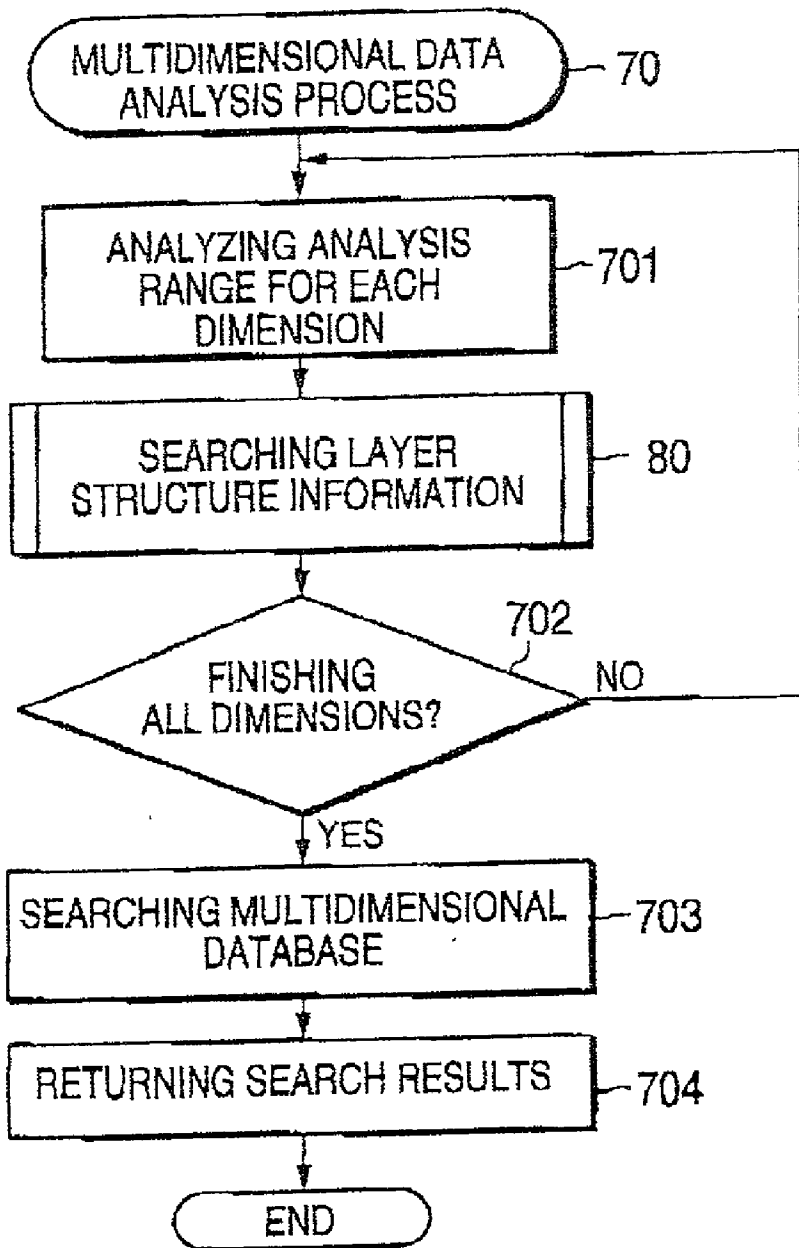 MULTIDIMENSIONAL DATA
ANALYSIS PROCESS
70
ANALYZING ANALYSIS
RANGE FOR EACH
DIMENSION
701
SEARCHING LAYER
STRUCTURE INFORMATION
80
702
FINISHING
ALL DIMENSIONS?
NO
YES
SEARCHING MULTIDIMENSIONAL
DATABASE
703
RETURNING SEARCH RESULTS
704
END